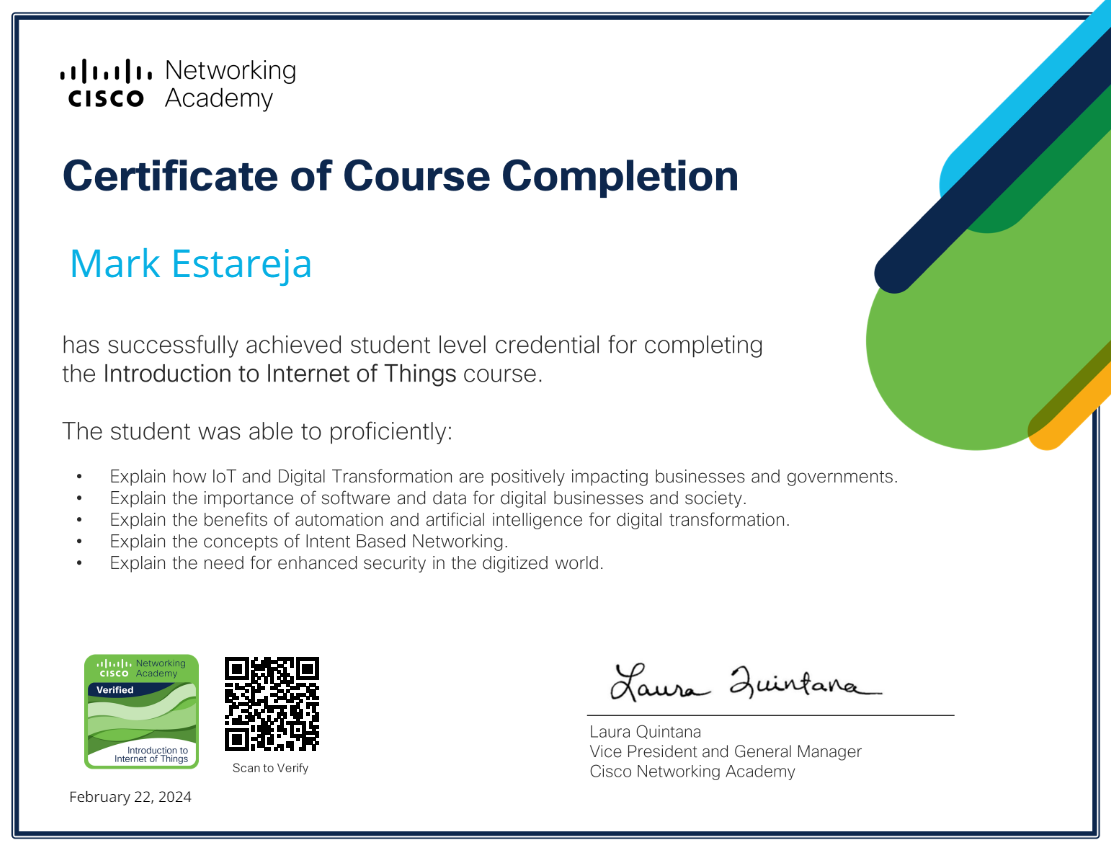 Networking
CISCO Academy
Certificate of Course Completion
Mark Estareja
has successfully achieved student level credential for completing
the Introduction to Internet of Things course.
The student was able to proficiently:
• Explain how IoT and Digital Transformation are positively impacting businesses and governments.
• Explain the importance of software and data for digital businesses and society.
• Explain the benefits of automation and artificial intelligence for digital transformation.
• Explain the concepts of Intent Based Networking.
• Explain the need for enhanced security in the digitized world.
Networking
CISCO Academy
Verified
Introduction to
Internet of Things
Scan to Verify
February 22, 2024
Laura Quintana
Laura Quintana
Vice President and General Manager
Cisco Networking Academy